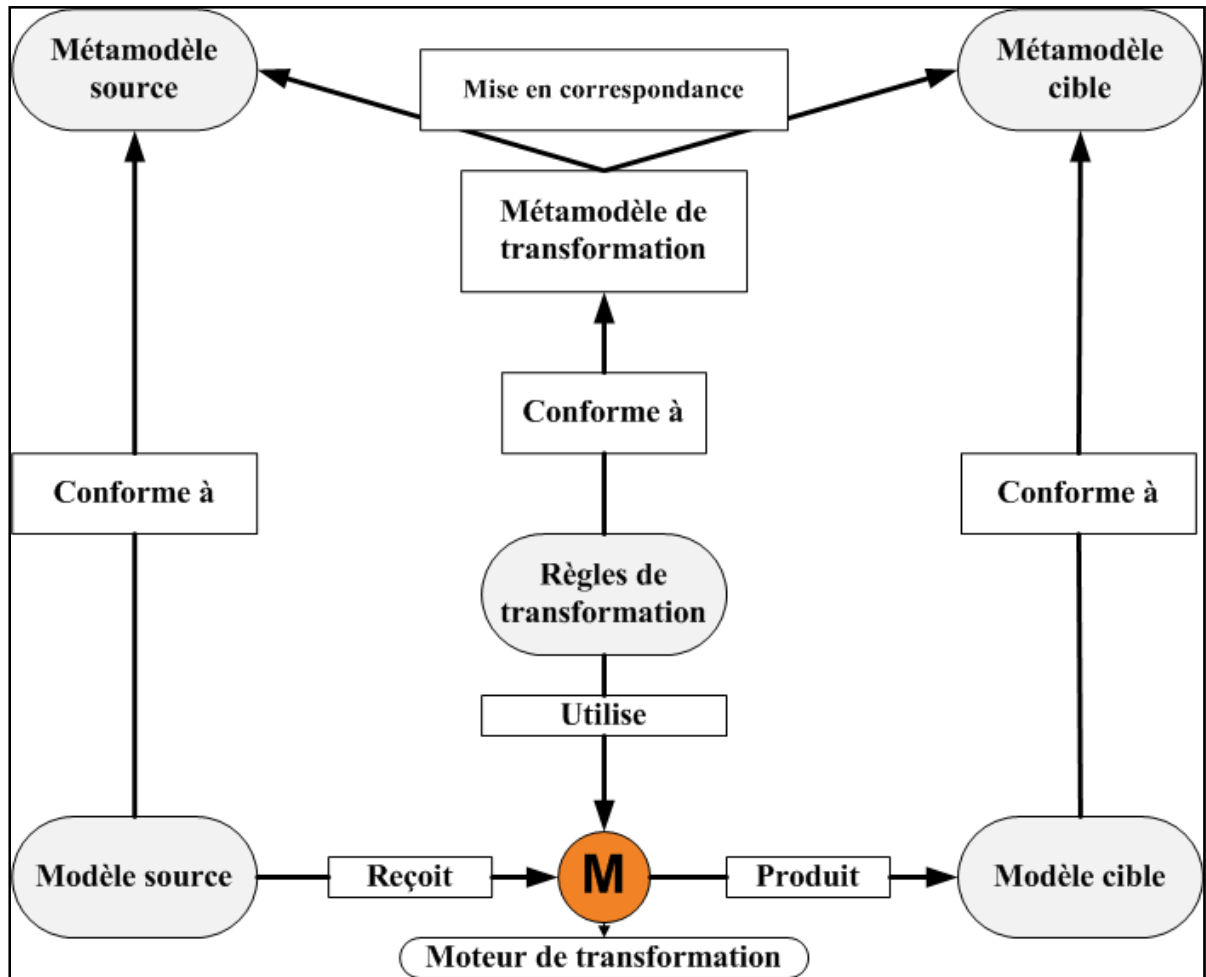 Métamodèle
source
Mise en correspondance
Métamodèle
cible
Métamodèle de
transformation
Conforme à
Conforme à
Conforme à
Règles de
transformation
Utilise
Modèle source
Reçoit
M
Produit
Modèle cible
Moteur de transformation